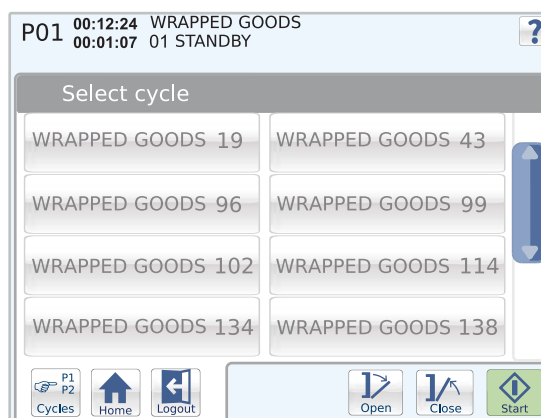 P01 00:12:24 WRAPPED GOODS
00:01:07 01 STANDBY
?
Select cycle
WRAPPED GOODS 19 WRAPPED GOODS 43
WRAPPED GOODS 96 WRAPPED GOODS 99
WRAPPED GOODS 102 WRAPPED GOODS 114
WRAPPED GOODS 134 WRAPPED GOODS 138
P1
P2
Cycles Home Logout Open Close Start